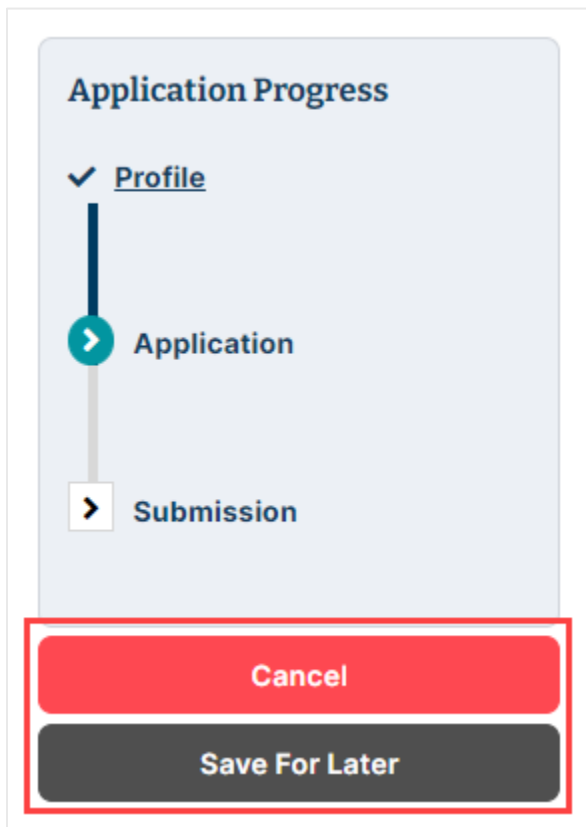 Application Progress
Profile
Application
Submission
Cancel
Save For Later